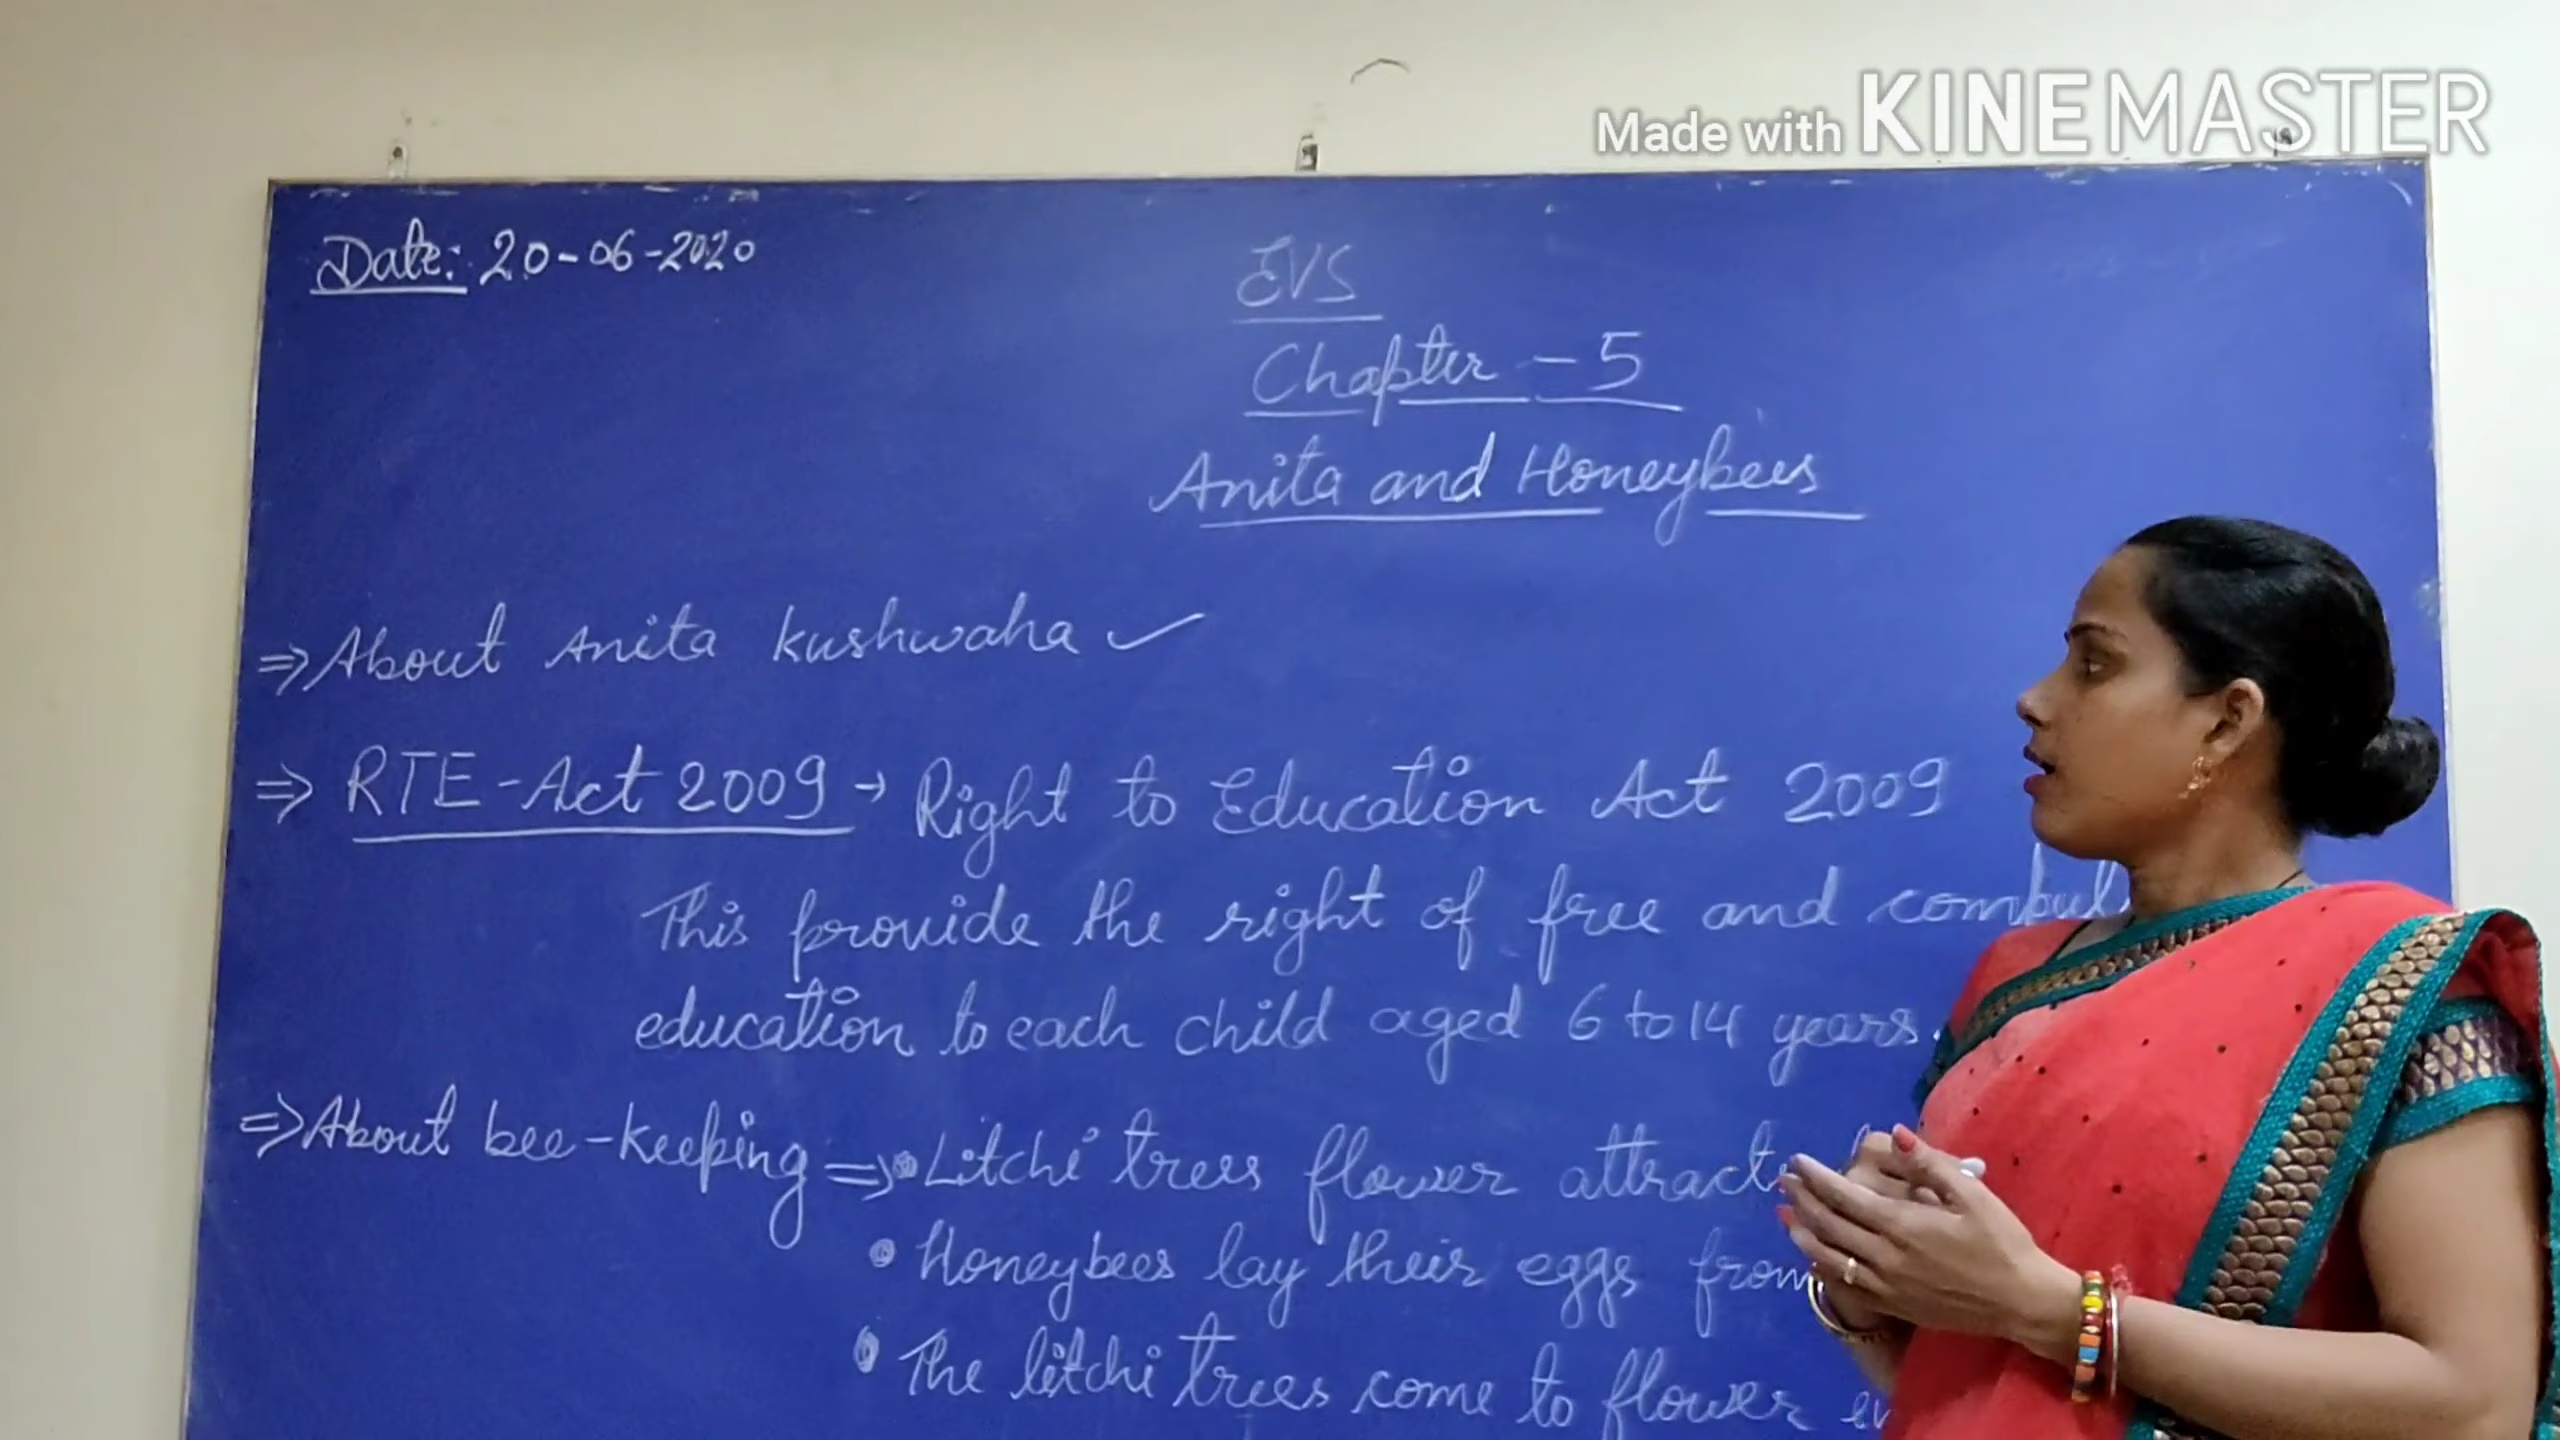 Made with KINEMASTER
Date: 20-06-2020
EVS
Chapter - 5
Anita and Honeybees
⇒ About Anita Kushwaha ✓
⇒ RTE - Act 2009 → Right to Education Act 2009
This provide the right of free and
education to each child aged 6 to 14 years.
⇒ About bee-keeping ⇒ • Litchi trees flower attract
• Honeybees lay their eggs from
• The litchi trees come to flower